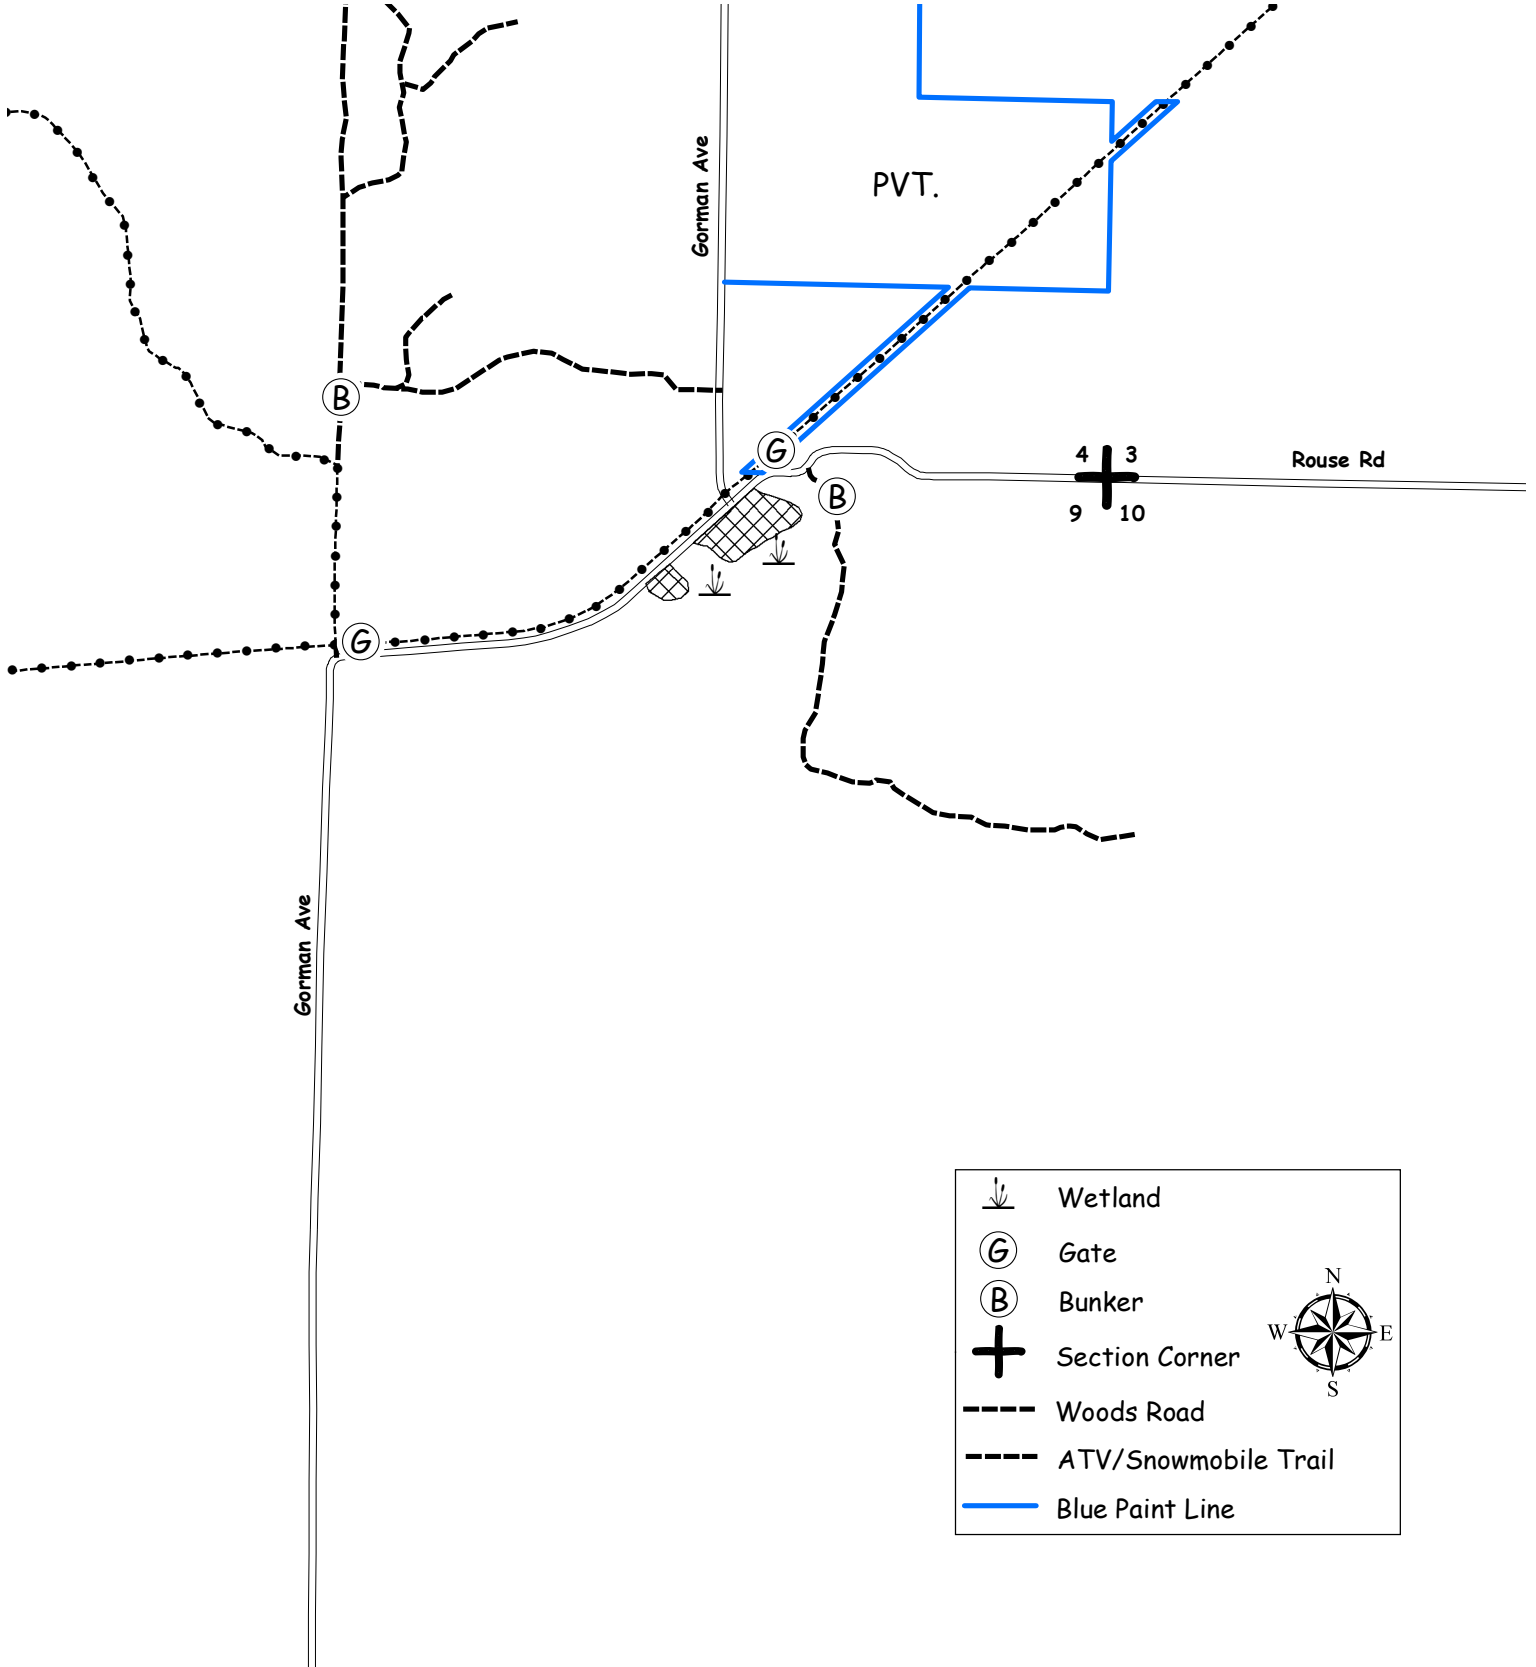 Gorman Ave
PVT.
B
G
4 3
Rouse Rd
B
9 10
G
Gorman Ave
Wetland
G Gate
B Bunker
Section Corner
Woods Road
ATV/Snowmobile Trail
Blue Paint Line
N
W E
S